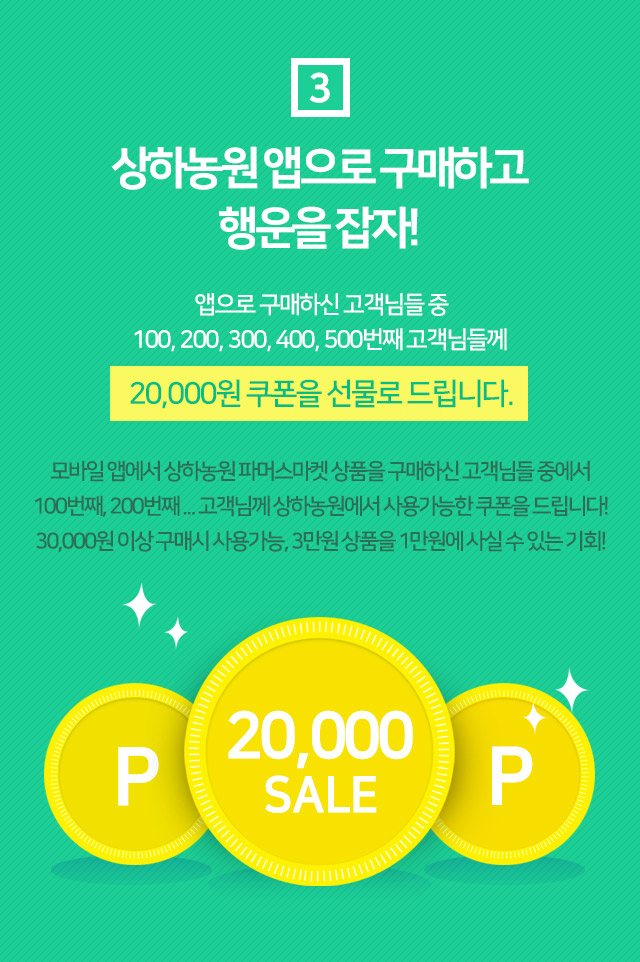 3
상하농원 앱으로 구매하고
행운을 잡자!
앱으로 구매하신 고객님들 중
100, 200, 300, 400, 500번째 고객님들께
20,000원 쿠폰을 선물로 드립니다.
모바일 앱에서 상하농원 파머스마켓 상품을 구매하신 고객님들 중에서
100번째, 200번째 ... 고객님께 상하농원에서 사용가능한 쿠폰을 드립니다!
30,000원 이상 구매시 사용가능, 3만원 상품을 1만원에 사실 수 있는 기회!
P
20,000
SALE
P